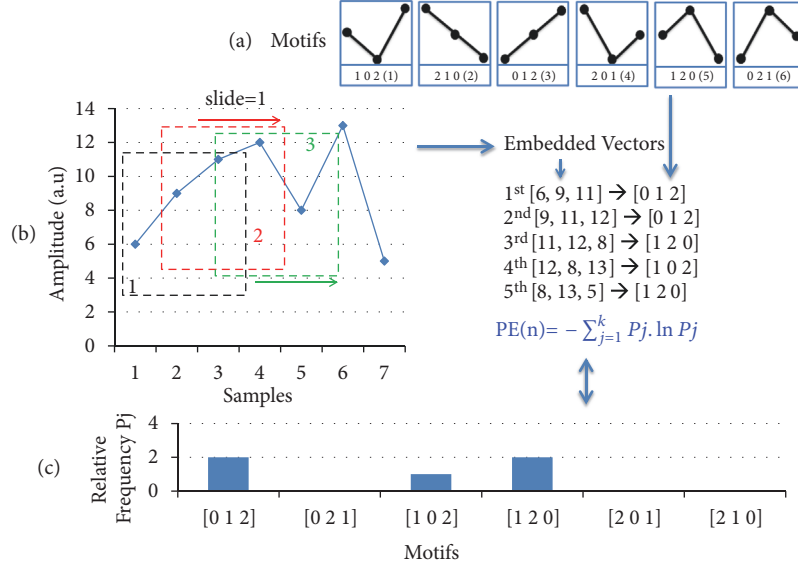 (a) Motifs
1 0 2 (1) 2 1 0 (2) 0 1 2 (3) 2 0 1 (4) 1 2 0 (5) 0 2 1 (6)
(b)
Amplitude (a.u)
14
12
10
8
6
4
2
0
slide=1
1
2
3
1 2 3 4 5 6 7
Samples
Embedded Vectors
1st [6, 9, 11] → [0 1 2]
2nd [9, 11, 12] → [0 1 2]
3rd [11, 12, 8] → [1 2 0]
4th [12, 8, 13] → [1 0 2]
5th [8, 13, 5] → [1 2 0]
PE(n)= − ∑ᵏⱼ₌₁ Pj. ln Pj
(c)
Relative
Frequency Pj
4
2
0
[0 1 2] [0 2 1] [1 0 2] [1 2 0] [2 0 1] [2 1 0]
Motifs